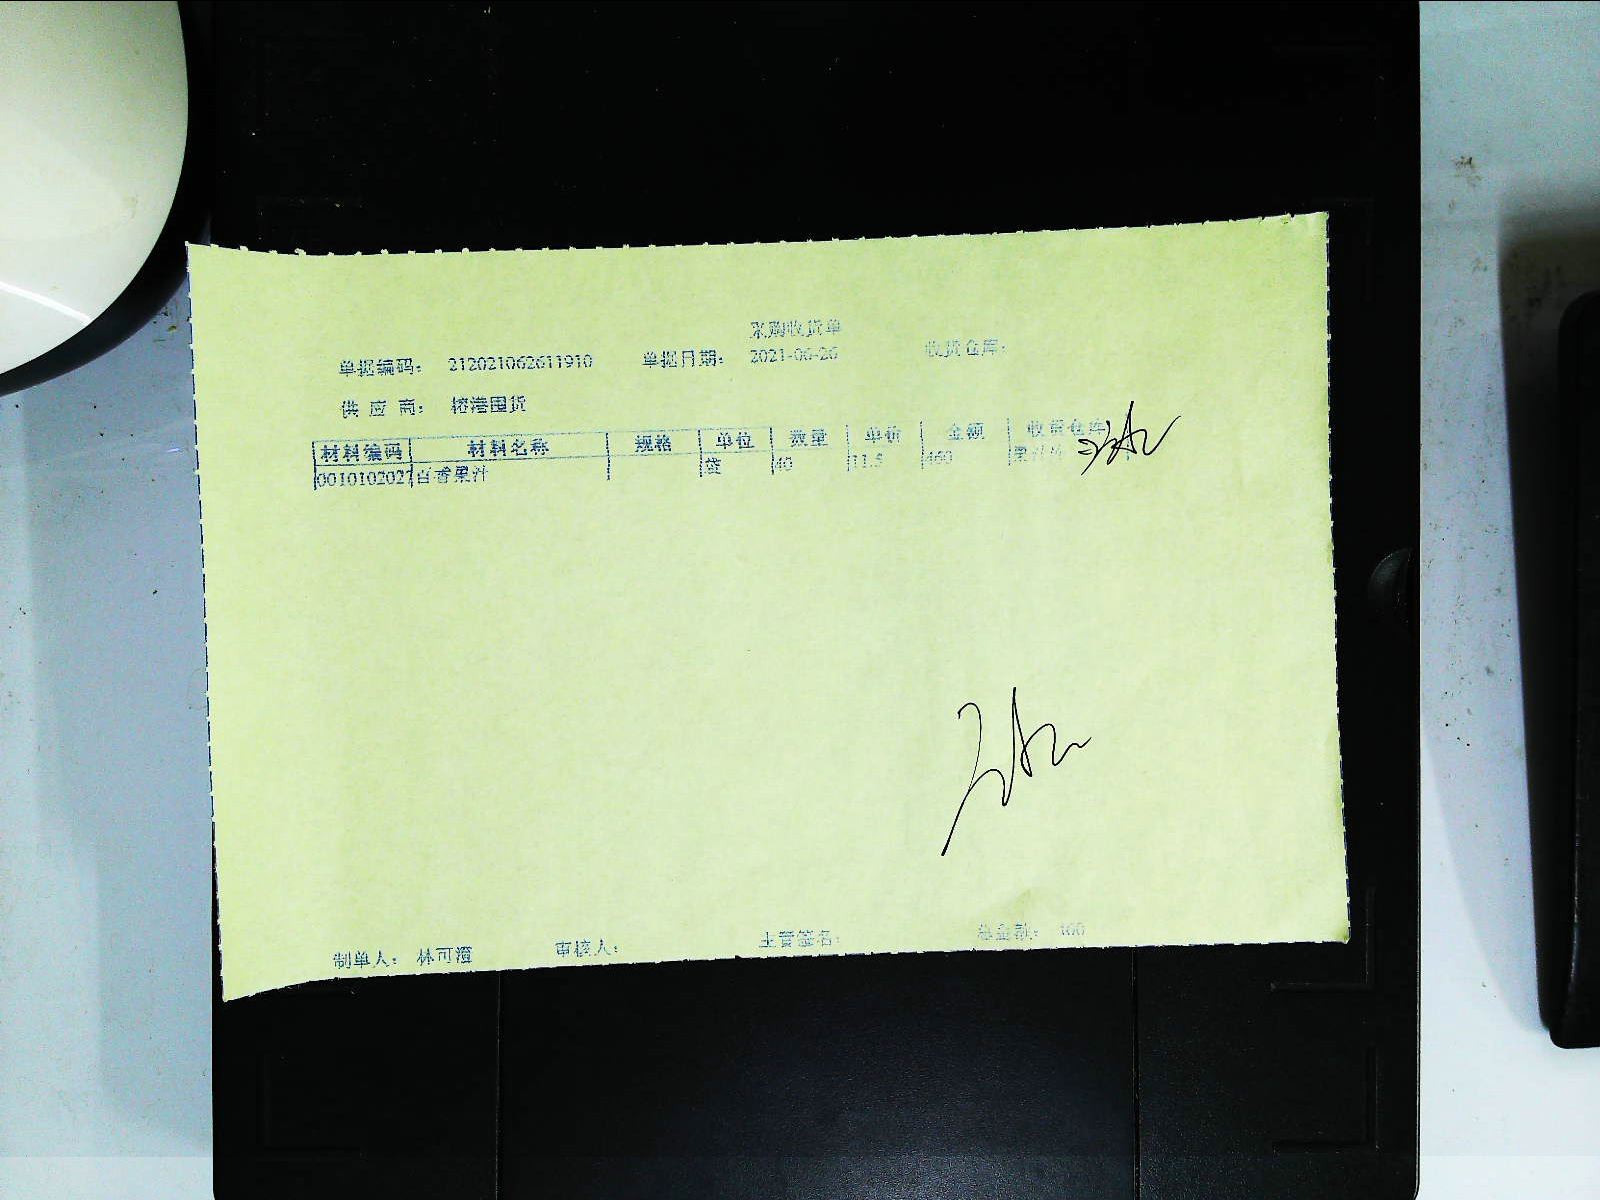 采购收货单
单据编码: 212021062611910 单据日期: 2021-06-26 收货仓库:
供应商: 榕港囤货
材料编码 材料名称 规格 单位 数量 单价 金额 收货仓库
0010102027 百香果汁 袋 40 11.5 460
制单人: 林可澄 审核人: 主管签名: 总金额: 460